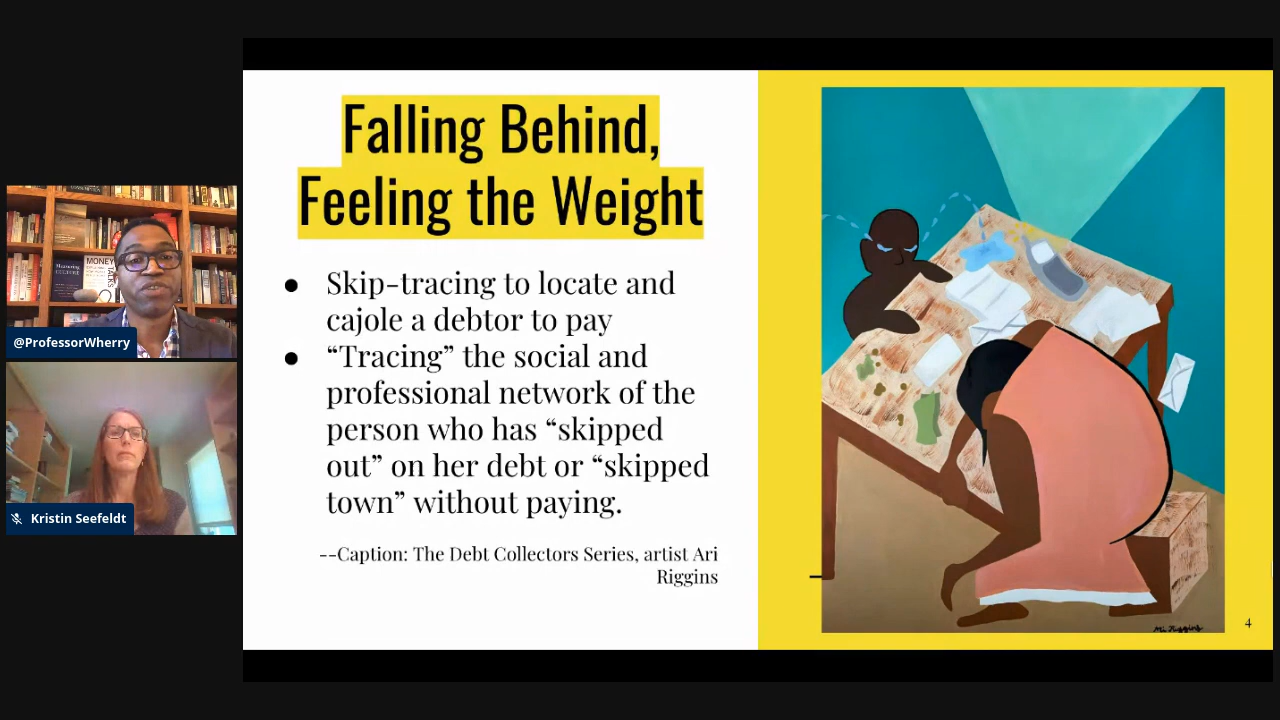 Falling Behind,
Feeling the Weight
● Skip-tracing to locate and
cajole a debtor to pay
● “Tracing” the social and
professional network of the
person who has “skipped
out” on her debt or “skipped
town” without paying.
--Caption: The Debt Collectors Series, artist Ari
Riggins
4
@ProfessorWherry
Kristin Seefeldt
MONEY